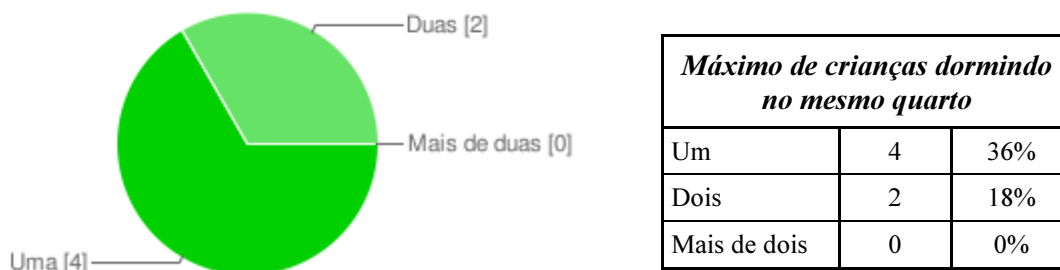 Duas [2]
Mais de duas [0]
Uma [4]
Máximo de crianças dormindo
no mesmo quarto
Um 4 36%
Dois 2 18%
Mais de dois 0 0%